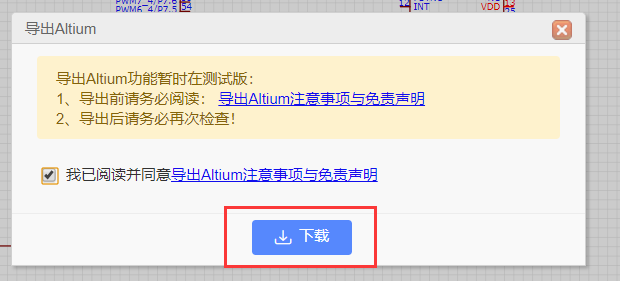 PWM6_4/P7.5
54
12
INT
VDD
13
35
导出Altium
导出Altium功能暂时在测试版：
1、导出前请务必阅读： 导出Altium注意事项与免责声明
2、导出后请务必再次检查！
我已阅读并同意导出Altium注意事项与免责声明
下载